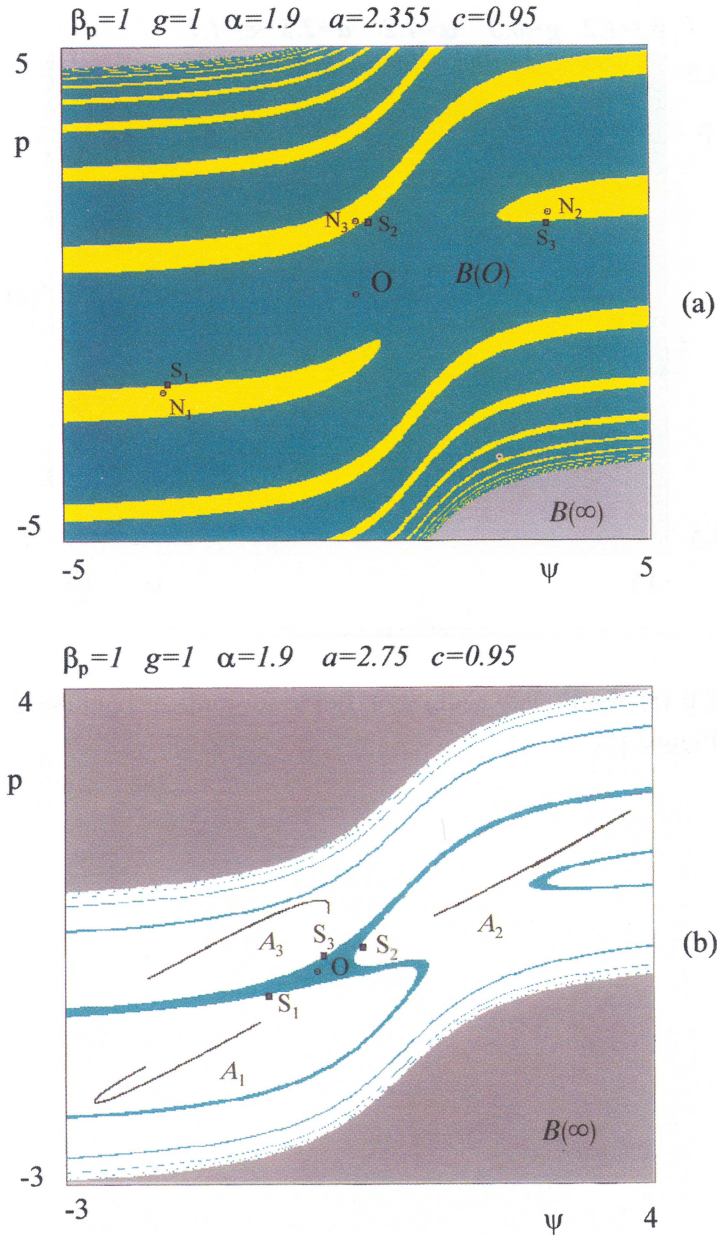 βp=1 g=1 α=1.9 a=2.355 c=0.95
5
p
N2
N3 S2
S3
O
B(O)
(a)
S1
N1
B(∞)
-5
-5
ψ
5
βp=1 g=1 α=1.9 a=2.75 c=0.95
4
p
A2
A3
S3
S2
O
(b)
S1
A1
B(∞)
-3
-3
ψ
4